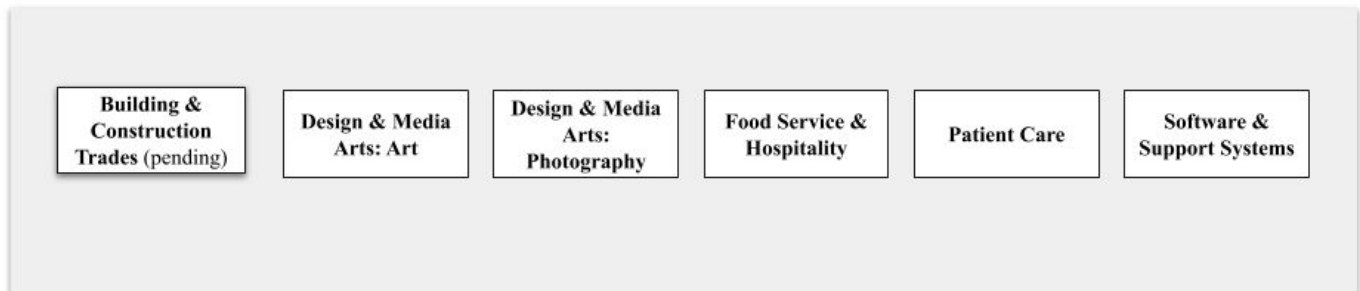 Building &
Construction
Trades (pending)
Design & Media
Arts: Art
Design & Media
Arts:
Photography
Food Service &
Hospitality
Patient Care
Software &
Support Systems